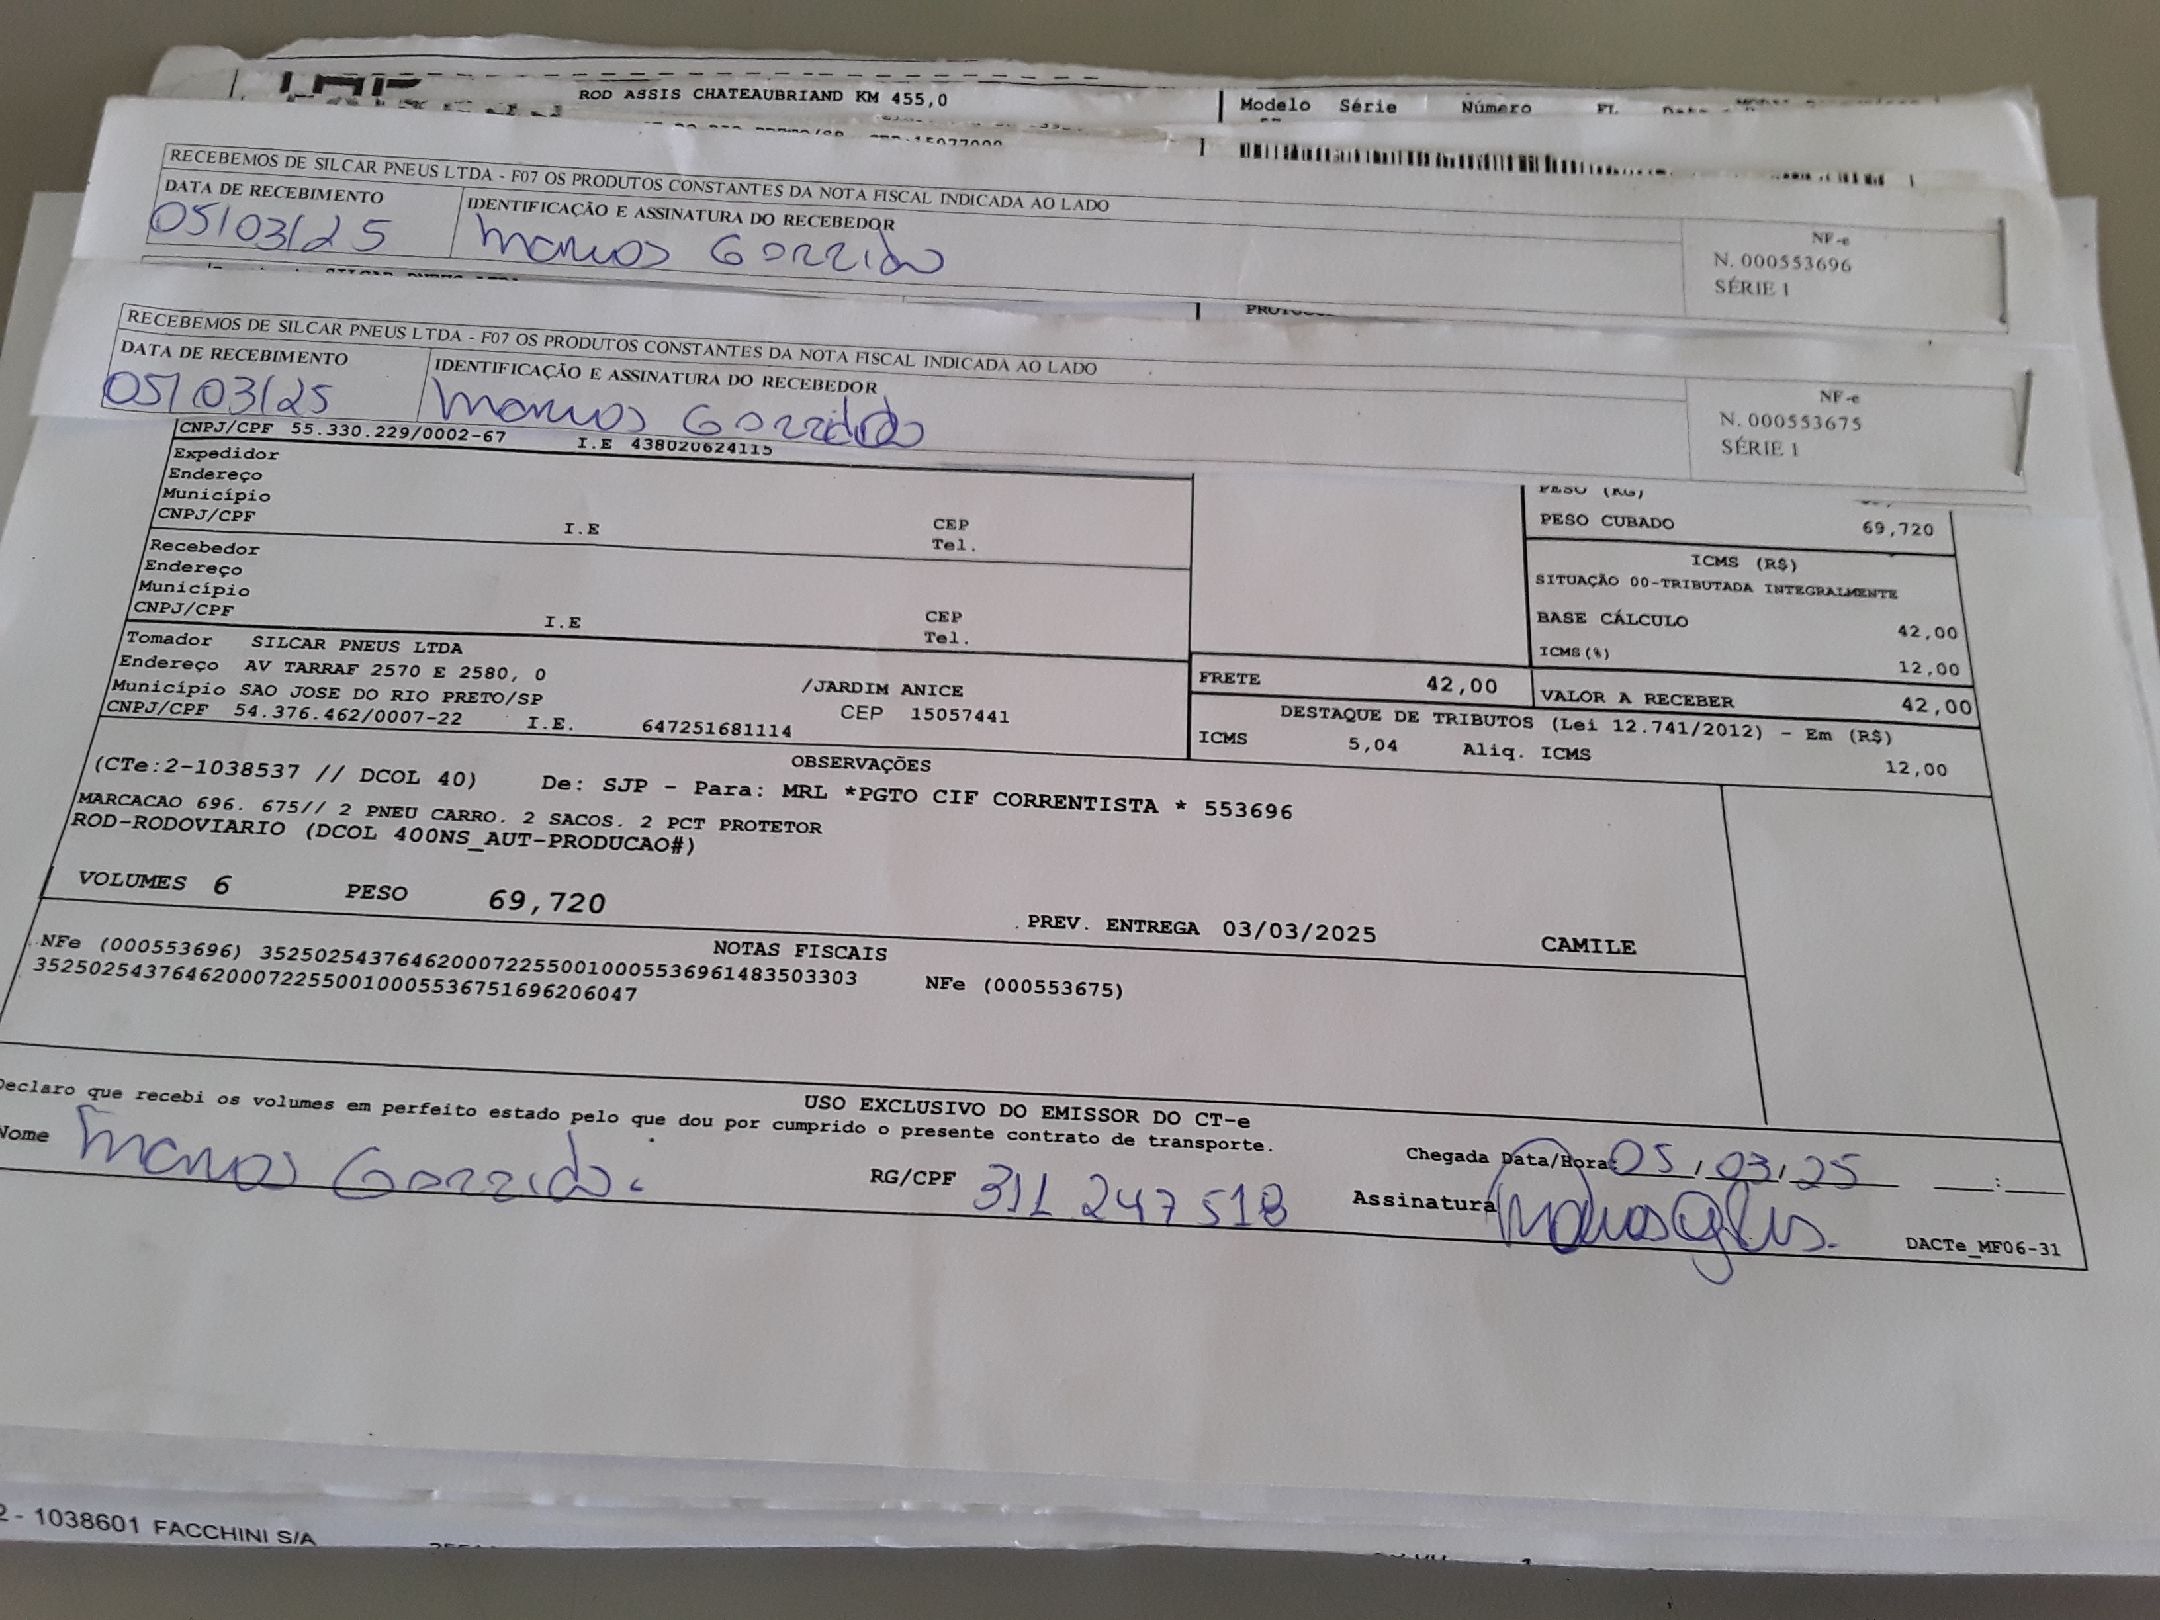 ROD ASSIS CHATEAUBRIAND KM 455,0
Modelo Série Número FL
RECEBEMOS DE SILCAR PNEUS LTDA - F07 OS PRODUTOS CONSTANTES DA NOTA FISCAL INDICADA AO LADO
DATA DE RECEBIMENTO IDENTIFICAÇÃO E ASSINATURA DO RECEBEDOR
05/03/25 Marcos Gorrido
NF-e
N. 000553696
SÉRIE 1
RECEBEMOS DE SILCAR PNEUS LTDA - F07 OS PRODUTOS CONSTANTES DA NOTA FISCAL INDICADA AO LADO
DATA DE RECEBIMENTO IDENTIFICAÇÃO E ASSINATURA DO RECEBEDOR
05/03/25 Marcos
NF-e
N. 000553675
SÉRIE 1
CNPJ/CPF 55.330.229/0002-67 I.E 438020624115
Expedidor
Endereço
Município CEP
CNPJ/CPF I.E Tel.
Recebedor
Endereço
Município CEP
CNPJ/CPF I.E Tel.
Tomador SILCAR PNEUS LTDA
Endereço AV TARRAF 2570 E 2580, 0 /JARDIM ANICE
Município SAO JOSE DO RIO PRETO/SP CEP 15057441
CNPJ/CPF 54.376.462/0007-22 I.E. 647251681114
PESO (KG)
PESO CUBADO 69,720
ICMS (R$)
SITUAÇÃO 00-TRIBUTADA INTEGRALMENTE
BASE CÁLCULO 42,00
ICMS(%) 12,00
FRETE 42,00 VALOR A RECEBER 42,00
DESTAQUE DE TRIBUTOS (Lei 12.741/2012) - Em (R$)
ICMS 5,04 Aliq. ICMS 12,00
OBSERVAÇÕES
(CTe:2-1038537 // DCOL 40) De: SJP - Para: MRL *PGTO CIF CORRENTISTA * 553696
MARCACAO 696. 675// 2 PNEU CARRO. 2 SACOS. 2 PCT PROTETOR
ROD-RODOVIARIO (DCOL 400NS_AUT-PRODUCAO#)
VOLUMES 6 PESO 69,720 PREV. ENTREGA 03/03/2025 CAMILE
NOTAS FISCAIS
NFe (000553696) 35250254376462000722550010005536961483503303 NFe (000553675)
35250254376462000722550010005536751696206047
USO EXCLUSIVO DO EMISSOR DO CT-e
Declaro que recebi os volumes em perfeito estado pelo que dou por cumprido o presente contrato de transporte.
Nome Marcos Gorrido. RG/CPF 311 247 518
Chegada Data/Hora: 05/03/25 :
Assinatura
DACTe_MF06-31
2 - 1038601 FACCHINI S/A